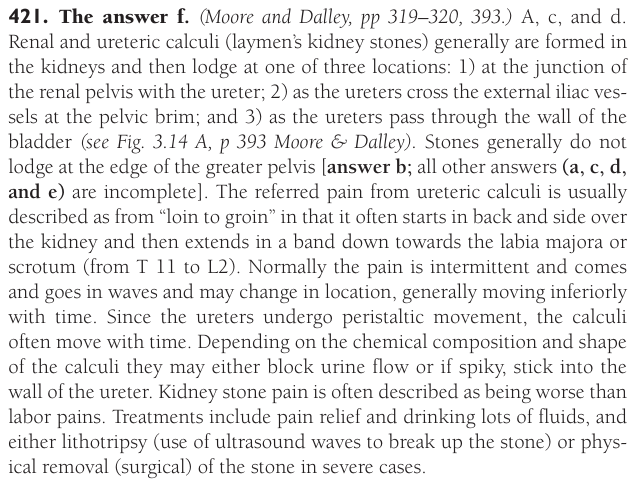 421. The answer f. (Moore and Dalley, pp 319–320, 393.) A, c, and d.
Renal and ureteric calculi (laymen's kidney stones) generally are formed in
the kidneys and then lodge at one of three locations: 1) at the junction of
the renal pelvis with the ureter; 2) as the ureters cross the external iliac ves-
sels at the pelvic brim; and 3) as the ureters pass through the wall of the
bladder (see Fig. 3.14 A, p 393 Moore & Dalley). Stones generally do not
lodge at the edge of the greater pelvis [answer b; all other answers (a, c, d,
and e) are incomplete]. The referred pain from ureteric calculi is usually
described as from “loin to groin” in that it often starts in back and side over
the kidney and then extends in a band down towards the labia majora or
scrotum (from T 11 to L2). Normally the pain is intermittent and comes
and goes in waves and may change in location, generally moving inferiorly
with time. Since the ureters undergo peristaltic movement, the calculi
often move with time. Depending on the chemical composition and shape
of the calculi they may either block urine flow or if spiky, stick into the
wall of the ureter. Kidney stone pain is often described as being worse than
labor pains. Treatments include pain relief and drinking lots of fluids, and
either lithotripsy (use of ultrasound waves to break up the stone) or phys-
ical removal (surgical) of the stone in severe cases.